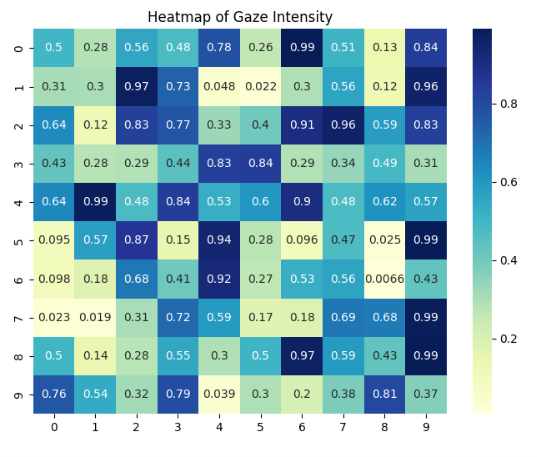 Heatmap of Gaze Intensity
0 0.5 0.28 0.56 0.48 0.78 0.26 0.99 0.51 0.13 0.84
1 0.31 0.3 0.97 0.73 0.048 0.022 0.3 0.56 0.12 0.96
0.8
2 0.64 0.12 0.83 0.77 0.33 0.4 0.91 0.96 0.59 0.83
3 0.43 0.28 0.29 0.44 0.83 0.84 0.29 0.34 0.49 0.31
0.6
4 0.64 0.99 0.48 0.84 0.53 0.6 0.9 0.48 0.62 0.57
5 0.095 0.57 0.87 0.15 0.94 0.28 0.096 0.47 0.025 0.99
0.4
6 0.098 0.18 0.68 0.41 0.92 0.27 0.53 0.56 0.0066 0.43
7 0.023 0.019 0.31 0.72 0.59 0.17 0.18 0.69 0.68 0.99
0.2
8 0.5 0.14 0.28 0.55 0.3 0.5 0.97 0.59 0.43 0.99
9 0.76 0.54 0.32 0.79 0.039 0.3 0.2 0.38 0.81 0.37
0 1 2 3 4 5 6 7 8 9